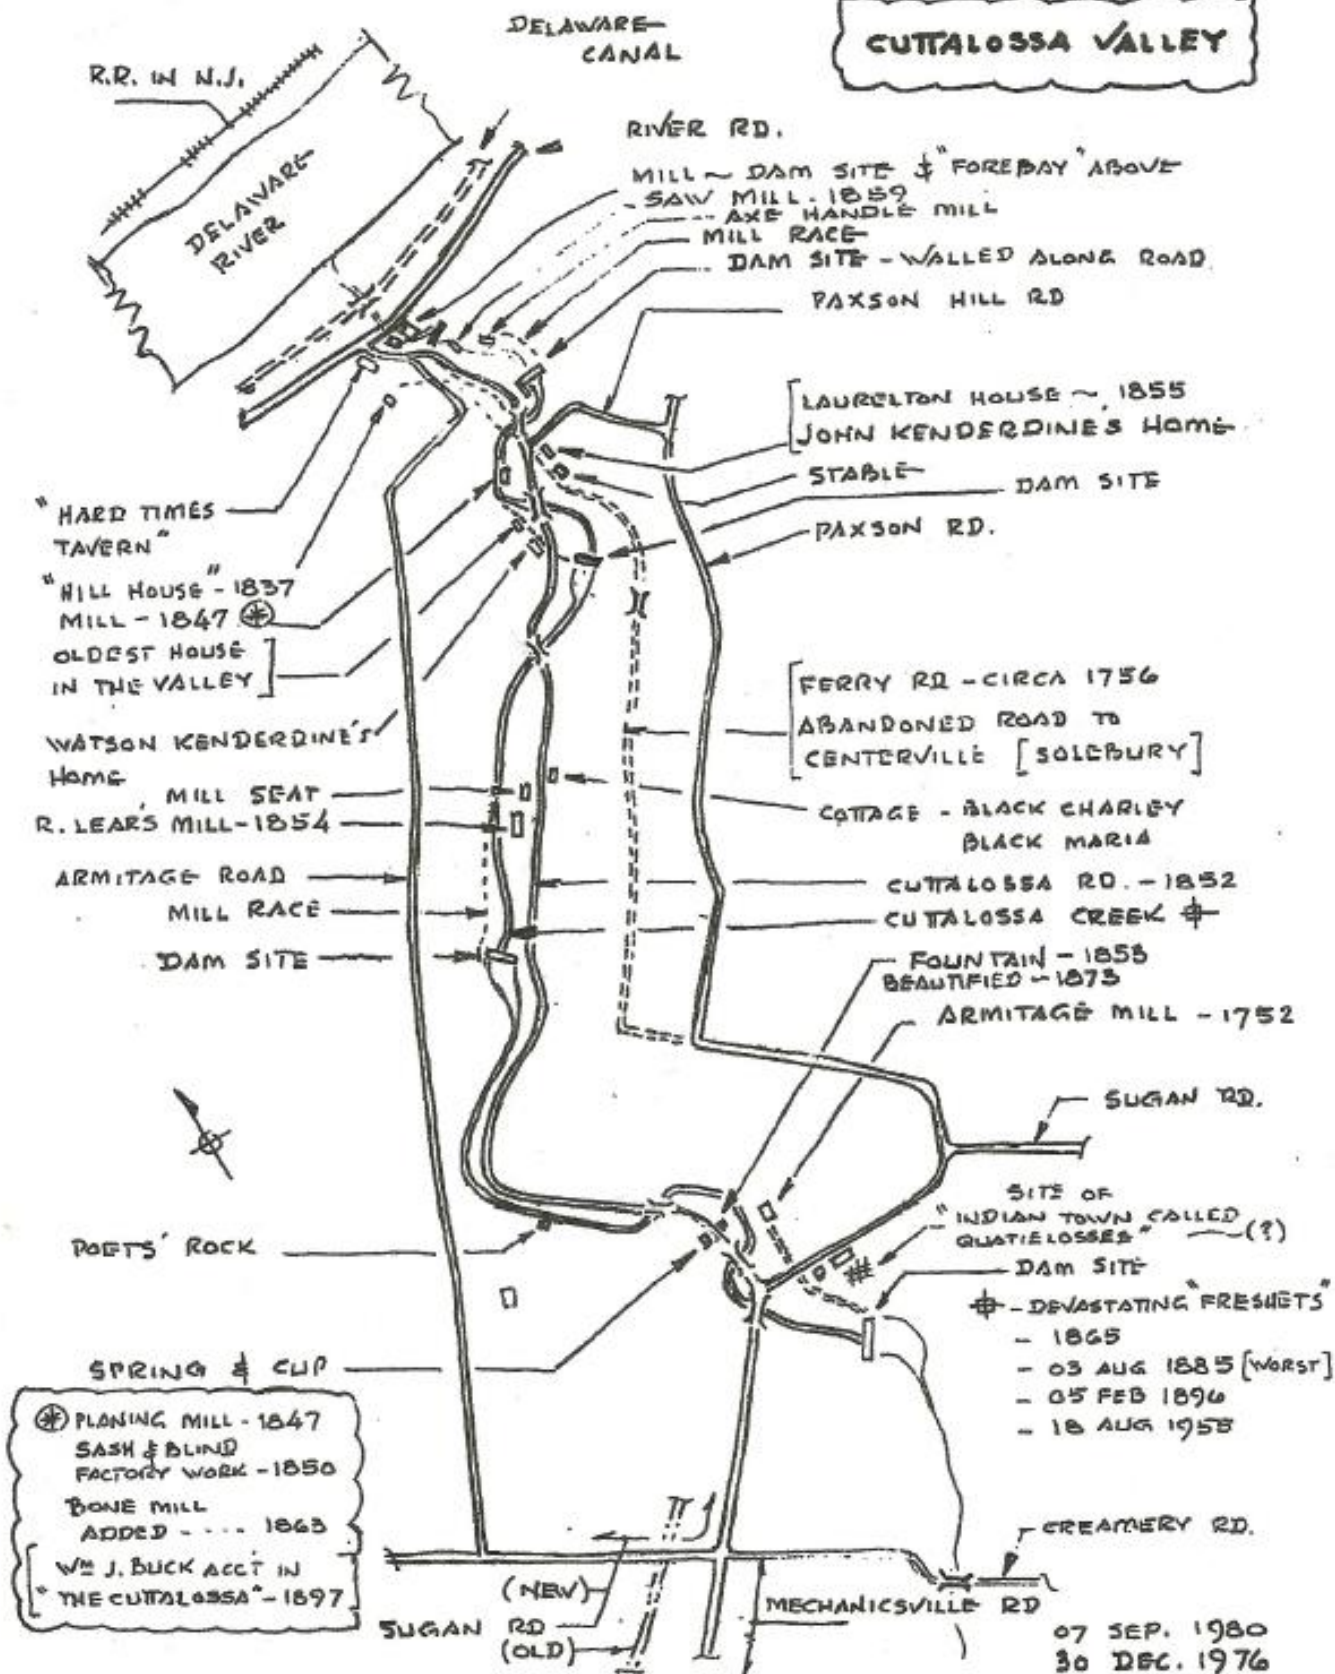 DELAWARE
CANAL
CUTTALOSSA VALLEY
R.R. IN N.J.
DELAWARE
RIVER
RIVER RD.
MILL ~ DAM SITE & "FOREBAY" ABOVE
SAW MILL - 1859
AXE HANDLE MILL
MILL RACE
DAM SITE - WALLED ALONG ROAD
PAXSON HILL RD
LAURELTON HOUSE ~ 1855
JOHN KENDERDINE'S HOME
STABLE
DAM SITE
PAXSON RD.
"HARD TIMES
TAVERN"
"HILL HOUSE" - 1837
MILL - 1847
OLDEST HOUSE
IN THE VALLEY
WATSON KENDERDINE'S
HOME
MILL SEAT
R. LEAR'S MILL - 1854
ARMITAGE ROAD
MILL RACE
DAM SITE
FERRY RD - CIRCA 1756
ABANDONED ROAD TO
CENTERVILLE [SOLEBURY]
COTTAGE - BLACK CHARLEY
BLACK MARIA
CUTTALOSSA RD. - 1852
CUTTALOSSA CREEK
FOUNTAIN -
BEAUTIFIED - 1873
ARMITAGE MILL - 1752
SUGAN RD.
SITE OF
"INDIAN TOWN CALLED
QUATIELOSSES" (?)
DAM SITE
- DEVASTATING "FRESHETS"
- 1865
- 03 AUG 1885 [WORST]
- 05 FEB 1896
- 18 AUG 1955
POETS' ROCK
SPRING & CUP
PLANING MILL - 1847
SASH & BLIND
FACTORY WORK - 1850
BONE MILL
ADDED - ... 1863
[WM J. BUCK ACC'T IN
"THE CUTTALOSSA" - 1897]
CREAMERY RD.
(NEW)
SUGAN RD
(OLD)
MECHANICSVILLE RD
07 SEP. 1980
30 DEC. 1976